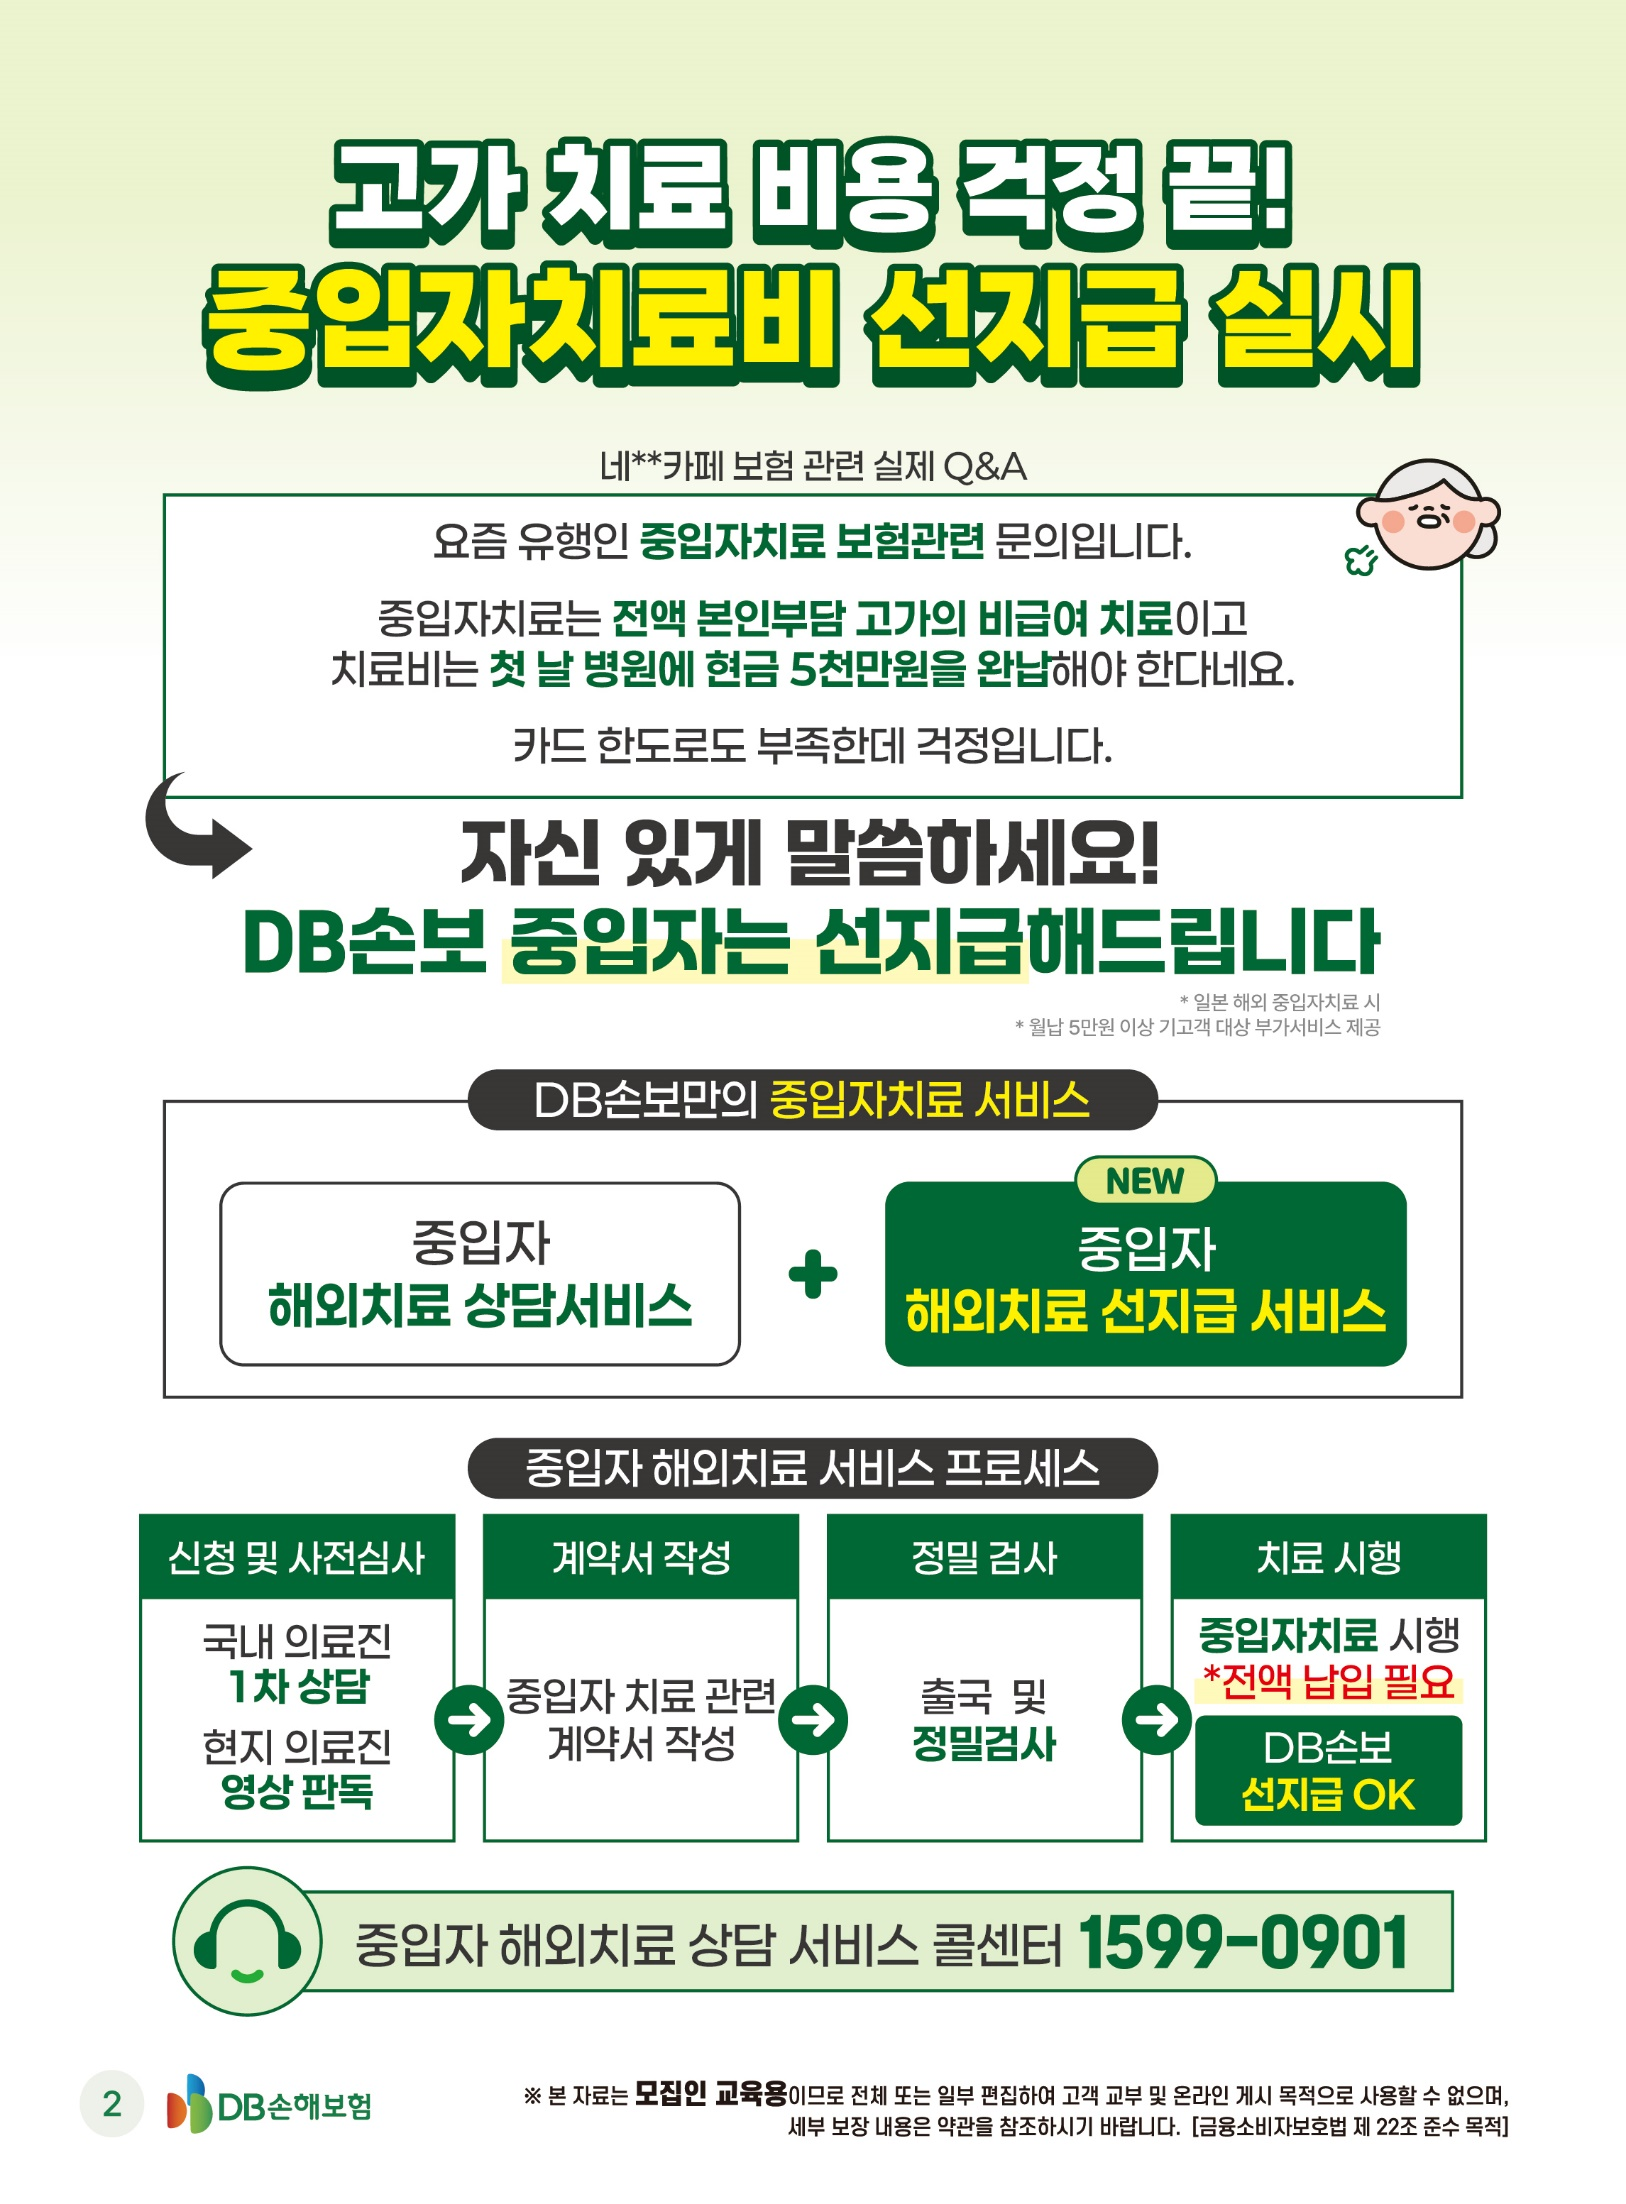 고가 치료 비용 걱정 끝!
중입자치료비 선지급 실시
네**카페 보험 관련 실제 Q&A
요즘 유행인 중입자치료 보험관련 문의입니다.
중입자치료는 전액 본인부담 고가의 비급여 치료이고
치료비는 첫 날 병원에 현금 5천만원을 완납해야 한다네요.
카드 한도로도 부족한데 걱정입니다.
자신 있게 말씀하세요!
DB손보 중입자는 선지급해드립니다
* 일본 해외 중입자치료 시
* 월납 5만원 이상 기고객 대상 부가서비스 제공
DB손보만의 중입자치료 서비스
중입자
해외치료 상담서비스
NEW
중입자
해외치료 선지급 서비스
중입자 해외치료 서비스 프로세스
신청 및 사전심사
국내 의료진
1차 상담
현지 의료진
영상 판독
계약서 작성
중입자 치료 관련
계약서 작성
정밀 검사
출국 및
정밀검사
치료 시행
중입자치료 시행
*전액 납입 필요
DB손보
선지급 OK
중입자 해외치료 상담 서비스 콜센터 1599-0901
2
DB손해보험
※ 본 자료는 모집인 교육용이므로 전체 또는 일부 편집하여 고객 교부 및 온라인 게시 목적으로 사용할 수 없으며,
세부 보장 내용은 약관을 참조하시기 바랍니다. [금융소비자보호법 제 22조 준수 목적]